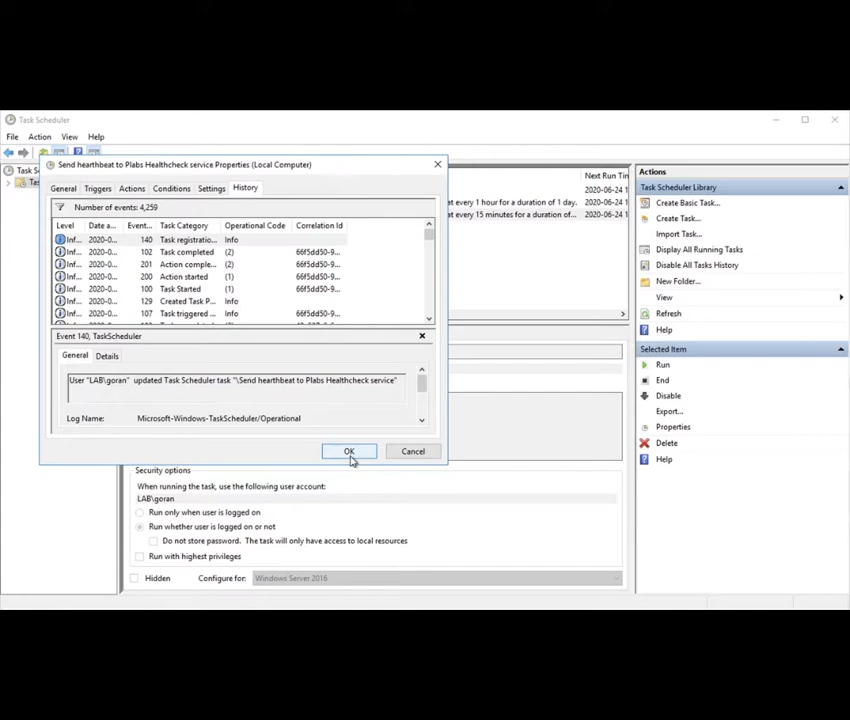 Task Scheduler
File Action View Help
Task S
Tas
Send hearthbeat to Plabs Healthcheck service Properties (Local Computer)
General Triggers Actions Conditions Settings History
Number of events: 4,259
Level Date a... Event... Task Category Operational Code Correlation Id
Inf... 2020-0... 140 Task registratio... Info
Inf... 2020-0... 102 Task completed (2) 66f5dd50-9...
Inf... 2020-0... 201 Action comple... (2) 66f5dd50-9...
Inf... 2020-0... 200 Action started (1) 66f5dd50-9...
Inf... 2020-0... 100 Task Started (1) 66f5dd50-9...
Inf... 2020-0... 129 Created Task P... Info
Inf... 2020-0... 107 Task triggered ... Info 66f5dd50-9...
Event 140, TaskScheduler
General Details
User "LAB\goran" updated Task Scheduler task "\Send hearthbeat to Plabs Healthcheck service"
Log Name: Microsoft-Windows-TaskScheduler/Operational
OK Cancel
Next Run Tim
2020-06-24 1
at every 1 hour for a duration of 1 day. 2020-06-24 1
at every 15 minutes for a duration of... 2020-06-24 1
Security options
When running the task, use the following user account:
LAB\goran
Run only when user is logged on
Run whether user is logged on or not
Do not store password. The task will only have access to local resources
Run with highest privileges
Hidden Configure for: Windows Server 2016
Actions
Task Scheduler Library
Create Basic Task...
Create Task...
Import Task...
Display All Running Tasks
Disable All Tasks History
New Folder...
View
Refresh
Help
Selected Item
Run
End
Disable
Export...
Properties
Delete
Help